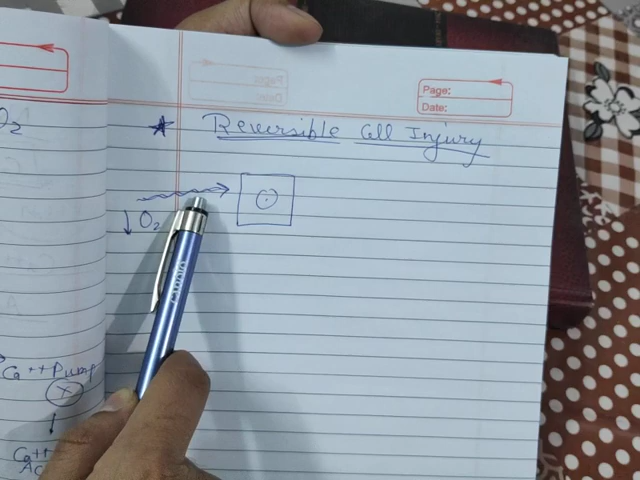 O2
Page:
Date:
* Reversible Cell Injury
↓ O2
Ca++ Pump
X
Ca++